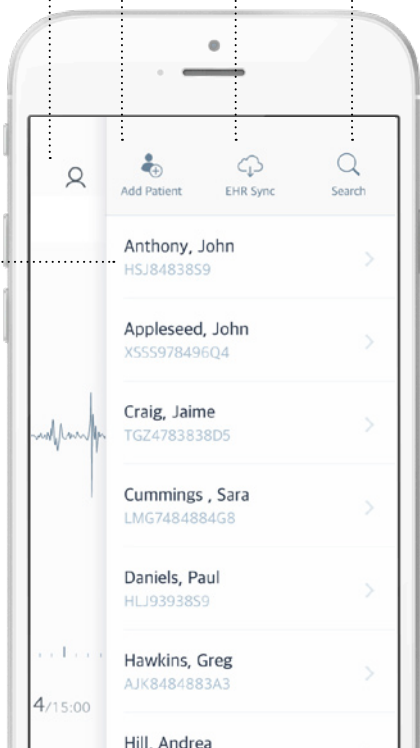 Add Patient
EHR Sync
Search
Anthony, John
HSJ84838S9
Appleseed, John
XS5S978496Q4
Craig, Jaime
TGZ4783838D5
Cummings , Sara
LMG7484884G8
Daniels, Paul
HLJ93938S9
Hawkins, Greg
AJK8484883A3
4/15:00
Hill, Andrea